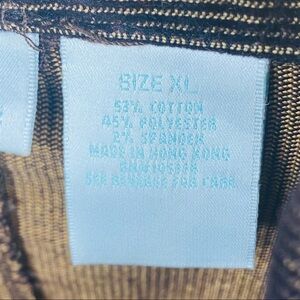 SIZE XL
53% COTTON
45% POLYESTER
2% SPANDEX
MADE IN HONG KONG
SEE REVERSE FOR CARE